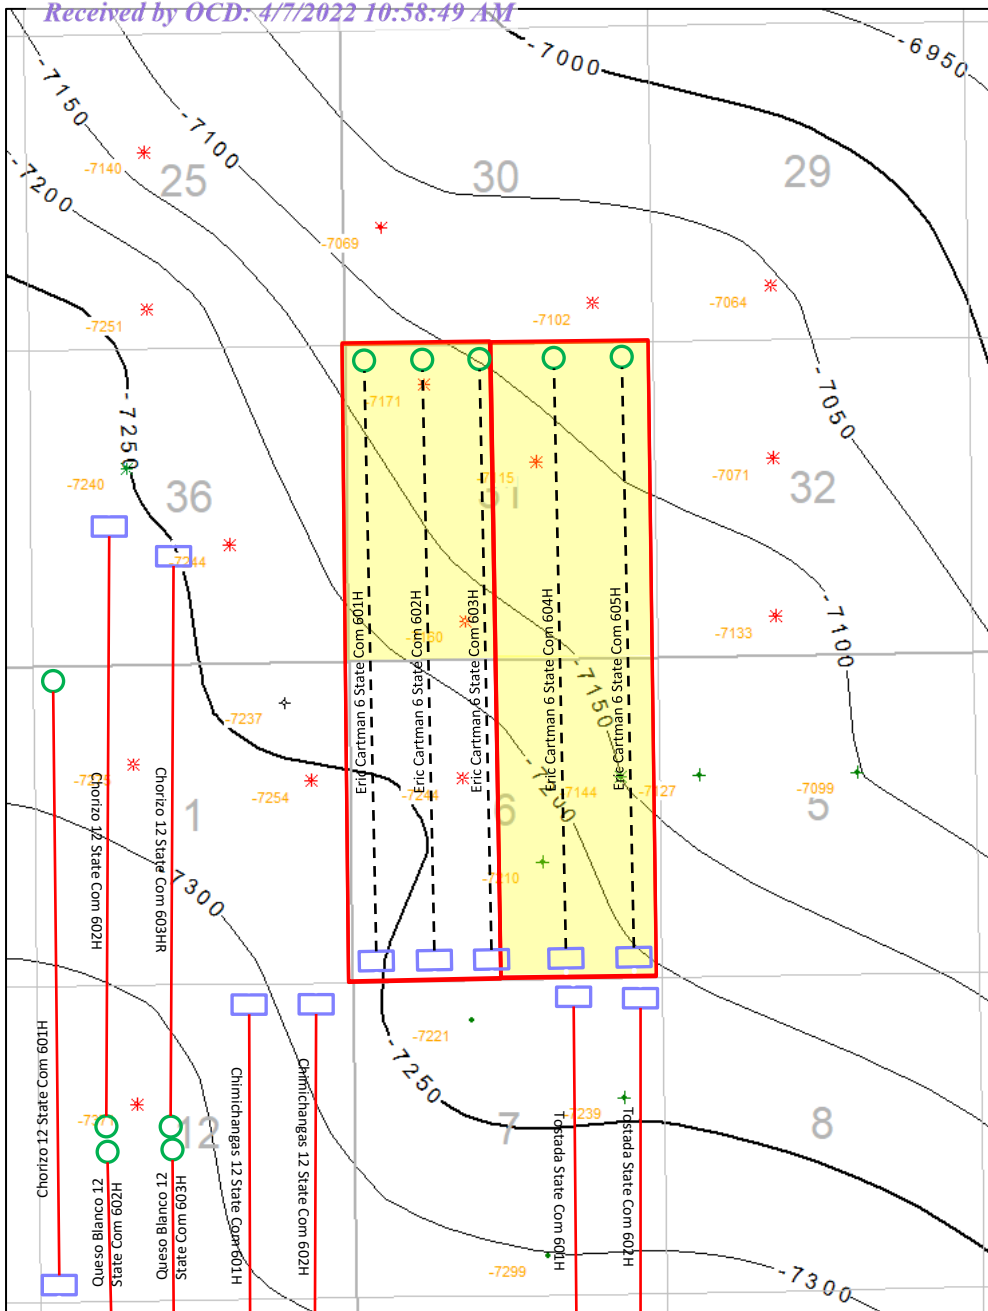 Received by OCD: 4/7/2022 10:58:49 AM
-6950
-7000
-7150
-7100
-7200
-7140
25
30
29
-7069
-7064
-7102
-7251
-7171
-7050
-7250
-7115
31
-7071
32
-7240
36
-7244
-7160
-7133
-7100
Eric Cartman 6 State Com 601H
Eric Cartman 6 State Com 602H
Eric Cartman 6 State Com 603H
Eric Cartman 6 State Com 604H
Eric Cartman 6 State Com 605H
-7150
-7237
-7254
-7244
-7200
-7144
-7127
-7099
1
6
5
Chorizo 12 State Com 602H
Chorizo 12 State Com 603HR
-7300
-7210
Chorizo 12 State Com 601H
-7221
-7250
Chimichangas 12 State Com 601H
Chimichangas 12 State Com 602H
12
7
-7239
8
Tostada State Com 601H
Tostada State Com 602H
Queso Blanco 12
State Com 602H
Queso Blanco 12
State Com 603H
-7299
-7300